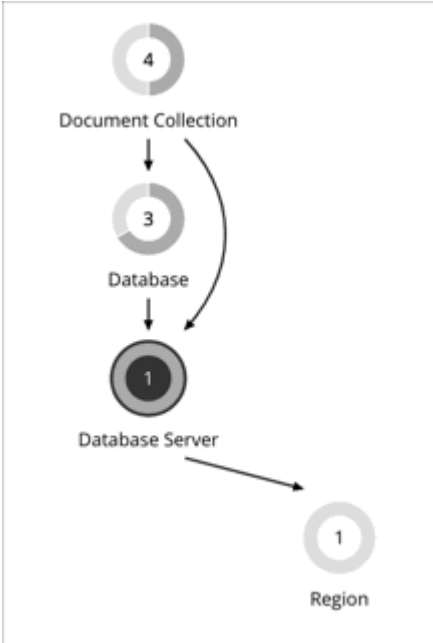 4
Document Collection
3
Database
1
Database Server
1
Region